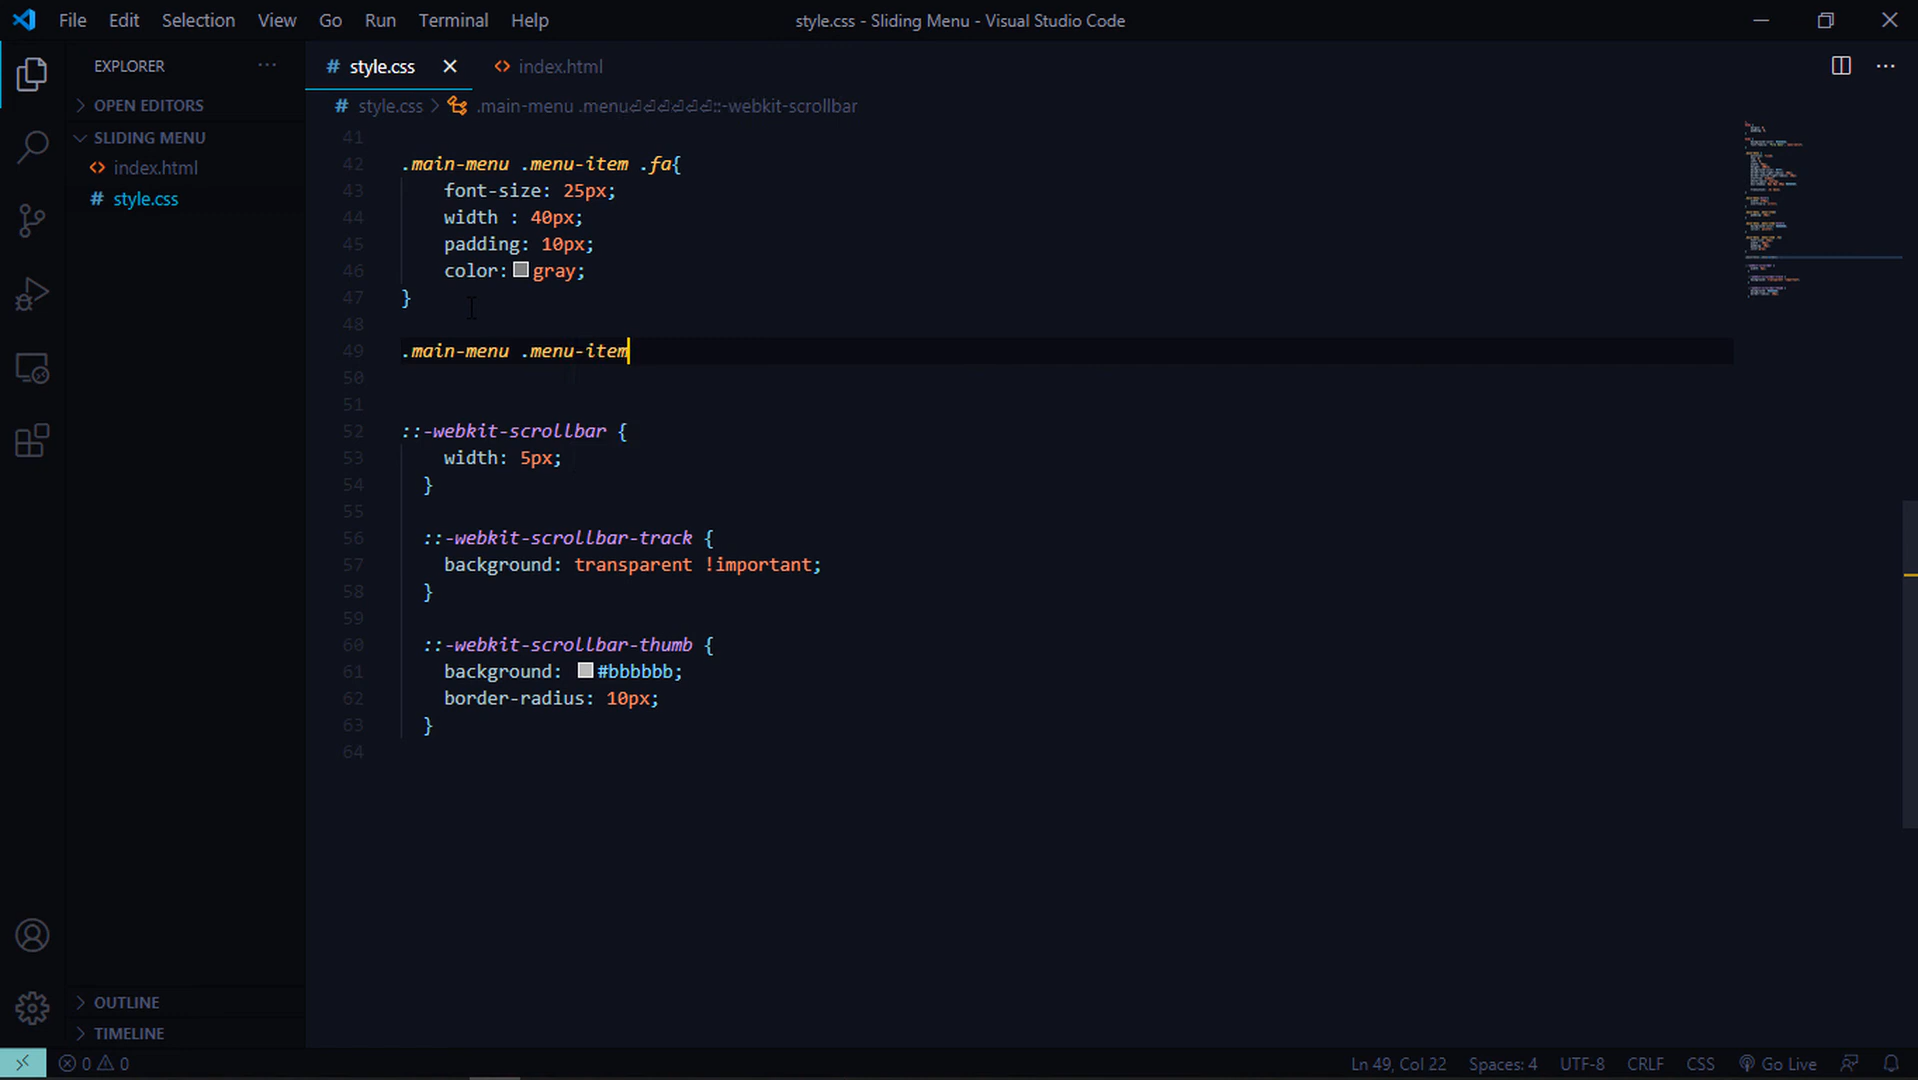 File Edit Selection View Go Run Terminal Help
style.css - Sliding Menu - Visual Studio Code
EXPLORER ···
OPEN EDITORS
SLIDING MENU
<> index.html
# style.css
OUTLINE
TIMELINE
# style.css
<> index.html
# style.css > .main-menu .menu⏎⏎⏎⏎⏎⏎::-webkit-scrollbar
41
42 .main-menu .menu-item .fa{
43 font-size: 25px;
44 width : 40px;
45 padding: 10px;
46 color: gray;
47 }
48
49 .main-menu .menu-item
50
51
52 ::-webkit-scrollbar {
53 width: 5px;
54 }
55
56 ::-webkit-scrollbar-track {
57 background: transparent !important;
58 }
59
60 ::-webkit-scrollbar-thumb {
61 background: #bbbbbb;
62 border-radius: 10px;
63 }
64
0 0
Ln 49, Col 22 Spaces: 4 UTF-8 CRLF CSS Go Live